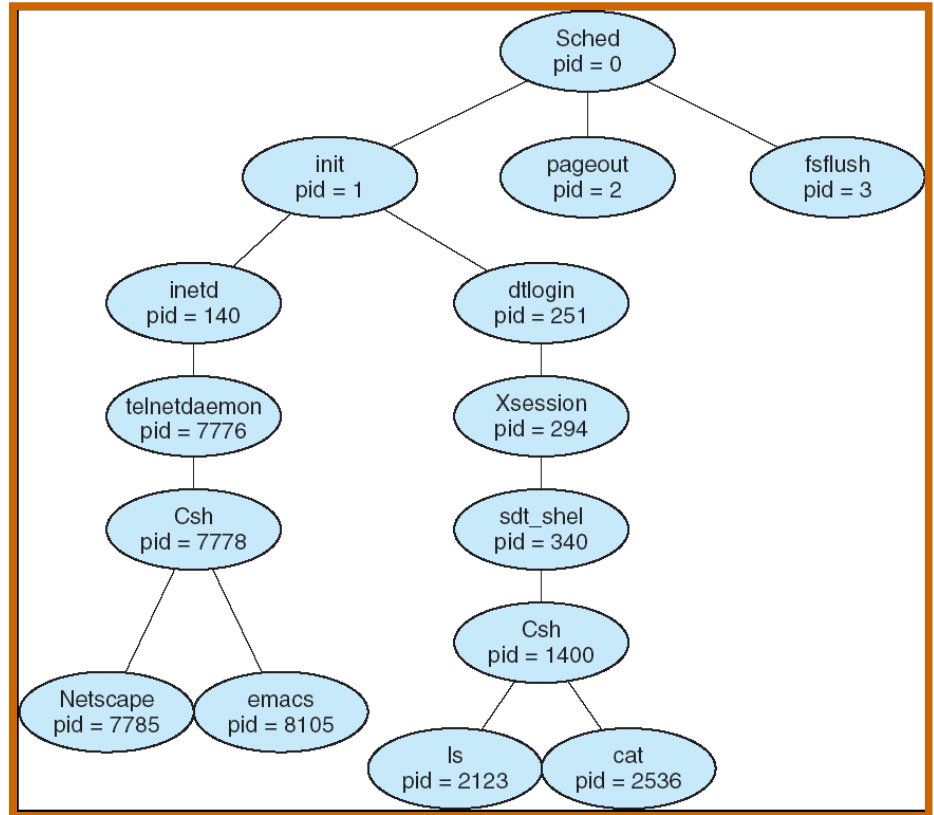 Sched
pid = 0
init
pid = 1
pageout
pid = 2
fsflush
pid = 3
inetd
pid = 140
dtlogin
pid = 251
telnetdaemon
pid = 7776
Xsession
pid = 294
Csh
pid = 7778
sdt_shel
pid = 340
Csh
pid = 1400
Netscape
pid = 7785
emacs
pid = 8105
ls
pid = 2123
cat
pid = 2536